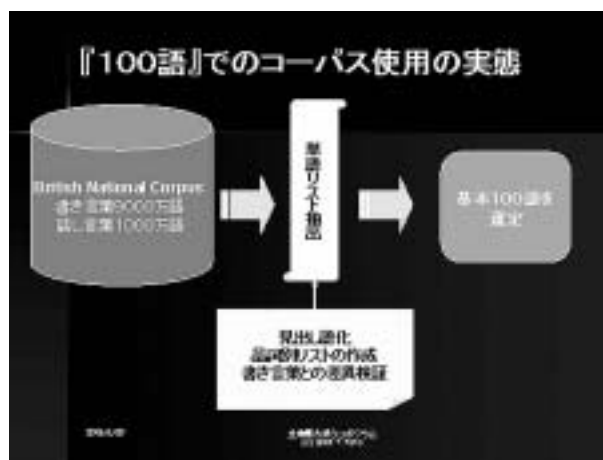 『100語』でのコーパス使用の実態
British National Corpus
書き言葉9000万語
話し言葉1000万語
単語リスト抽出
基本100語を
選定
見出し語化
品詞別リストの作成
書き言葉との差異検証